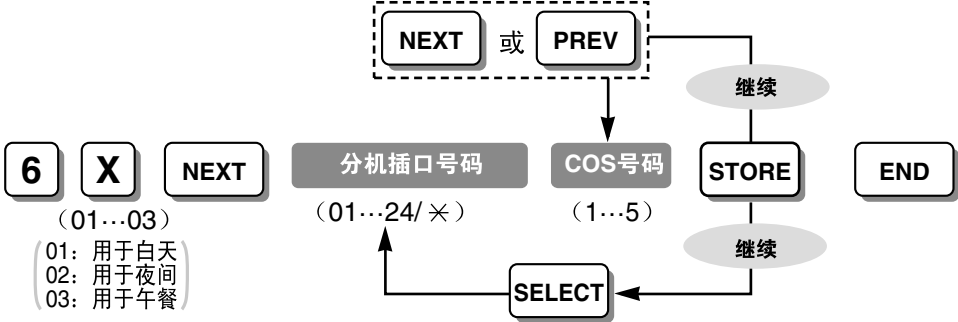 NEXT 或 PREV
继续
6 X NEXT 分机插口号码 COS号码 STORE END
(01…03) (01…24/✳) (1…5)
01：用于白天
02：用于夜间
03：用于午餐
继续
SELECT